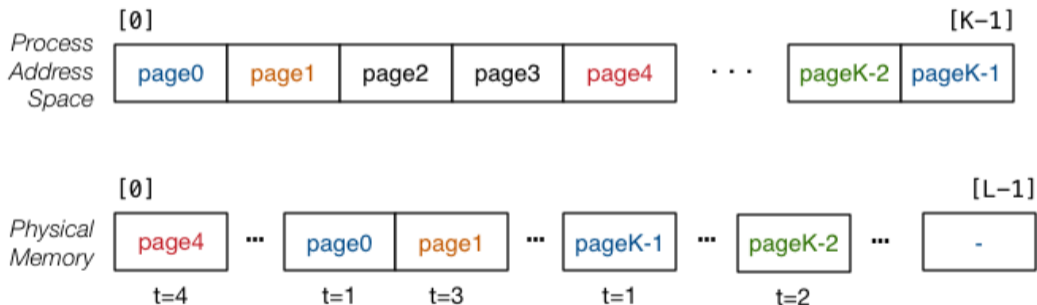 [0] [K-1]
Process
Address
Space
page0 page1 page2 page3 page4 . . . pageK-2 pageK-1
[0] [L-1]
Physical
Memory
page4 ... page0 page1 ... pageK-1 ... pageK-2 ... -
t=4 t=1 t=3 t=1 t=2